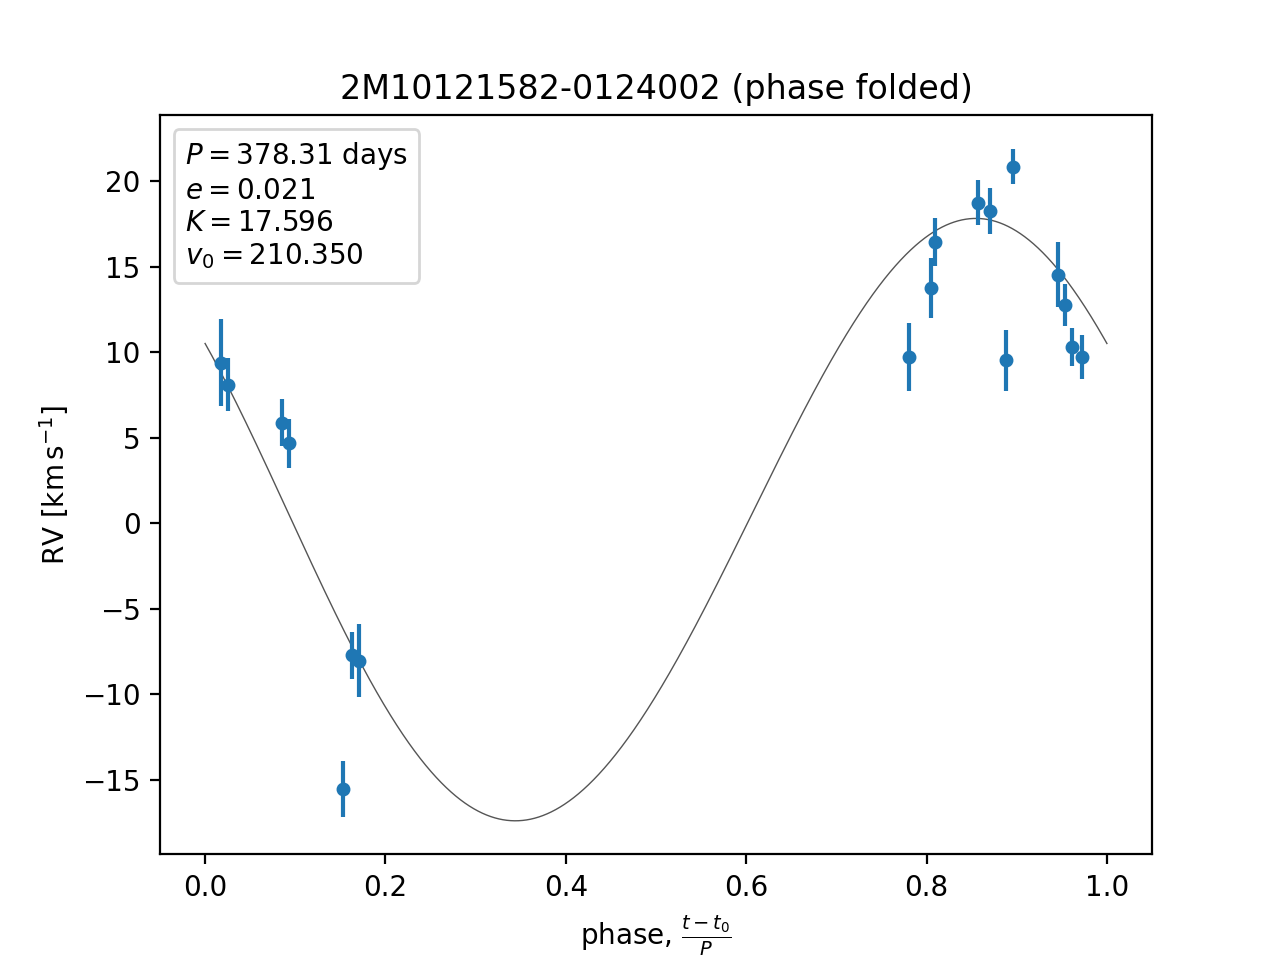 2M10121582-0124002 (phase folded)
P = 378.31 days
e = 0.021
K = 17.596
v₀ = 210.350
20
15
10
5
0
−5
−10
−15
RV [km s⁻¹]
0.0 0.2 0.4 0.6 0.8 1.0
phase, (t − t₀)/P